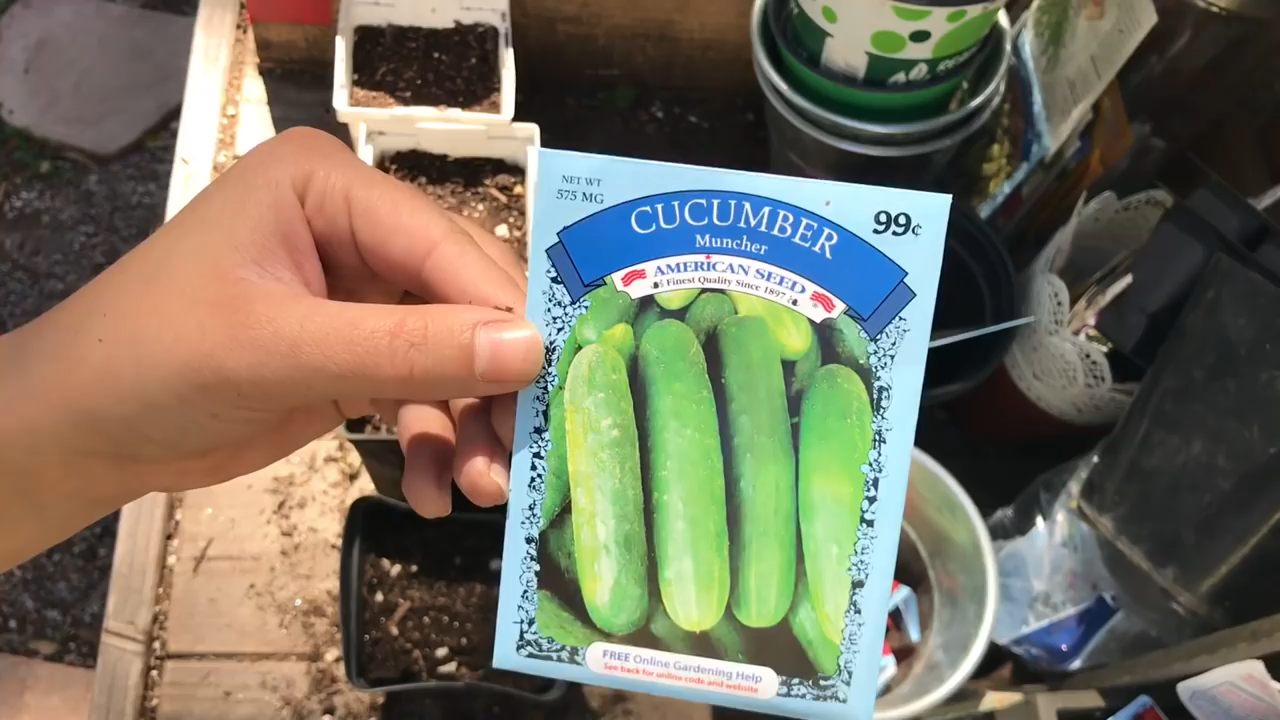 NET WT
575 MG
CUCUMBER
99¢
Muncher
AMERICAN SEED
Finest Quality Since 1897
FREE Online Gardening Help
See back for online code and website